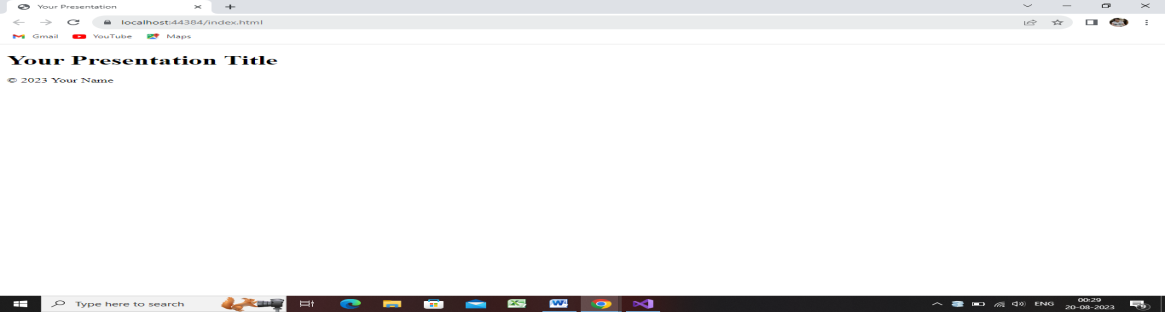 Your Presentation
localhost:44384/index.html
Gmail YouTube Maps
Your Presentation Title
© 2023 Your Name
Type here to search
ENG
00:29
20-08-2023